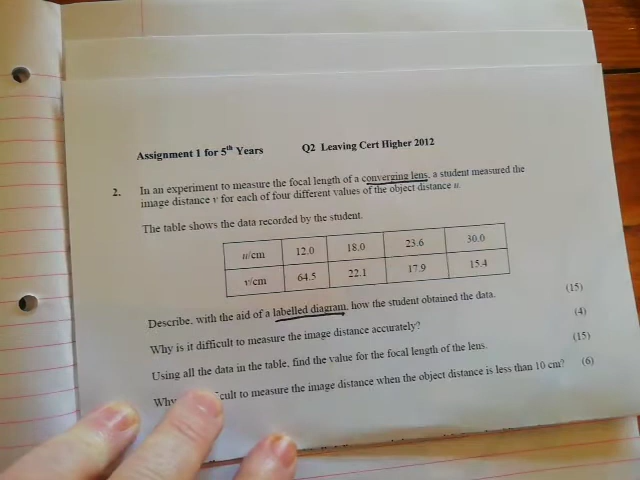 Assignment 1 for 5th Years Q2 Leaving Cert Higher 2012
2. In an experiment to measure the focal length of a converging lens, a student measured the
image distance v for each of four different values of the object distance u.
The table shows the data recorded by the student.
u/cm 12.0 18.0 23.6 30.0
v/cm 64.5 22.1 17.9 15.4
Describe, with the aid of a labelled diagram, how the student obtained the data. (15)
Why is it difficult to measure the image distance accurately? (4)
Using all the data in the table, find the value for the focal length of the lens. (15)
Why to measure the image distance when the object distance is less than 10 cm? (6)